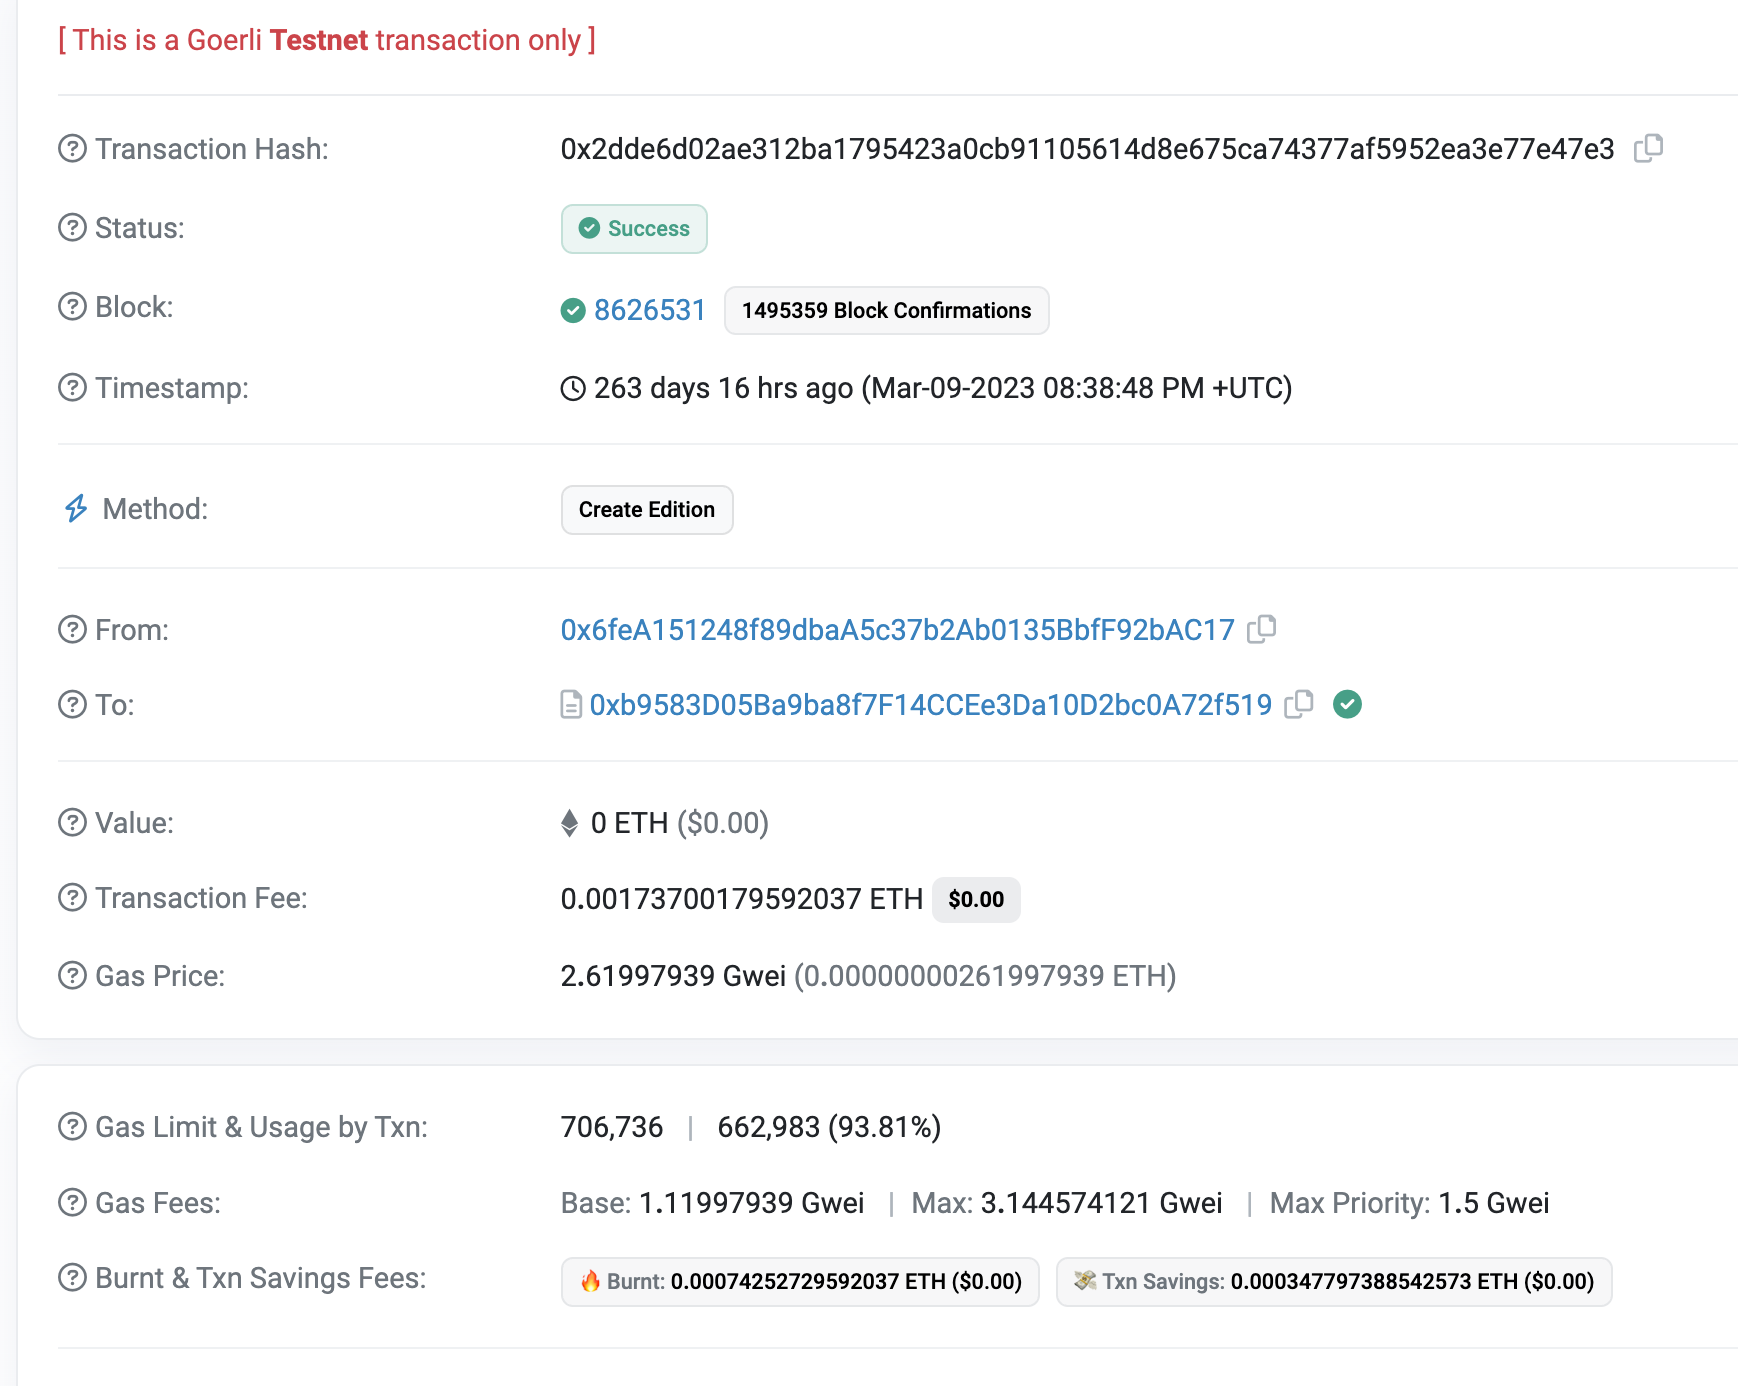 [ This is a Goerli Testnet transaction only ]
Transaction Hash: 0x2dde6d02ae312ba1795423a0cb91105614d8e675ca74377af5952ea3e77e47e3
Status: Success
Block: 8626531 1495359 Block Confirmations
Timestamp: 263 days 16 hrs ago (Mar-09-2023 08:38:48 PM +UTC)
Method: Create Edition
From: 0x6feA151248f89dbaA5c37b2Ab0135BbfF92bAC17
To: 0xb9583D05Ba9ba8f7F14CCEe3Da10D2bc0A72f519
Value: 0 ETH ($0.00)
Transaction Fee: 0.00173700179592037 ETH $0.00
Gas Price: 2.61997939 Gwei (0.00000000261997939 ETH)
Gas Limit & Usage by Txn: 706,736 | 662,983 (93.81%)
Gas Fees: Base: 1.11997939 Gwei | Max: 3.144574121 Gwei | Max Priority: 1.5 Gwei
Burnt & Txn Savings Fees: Burnt: 0.00074252729592037 ETH ($0.00) Txn Savings: 0.000347797388542573 ETH ($0.00)